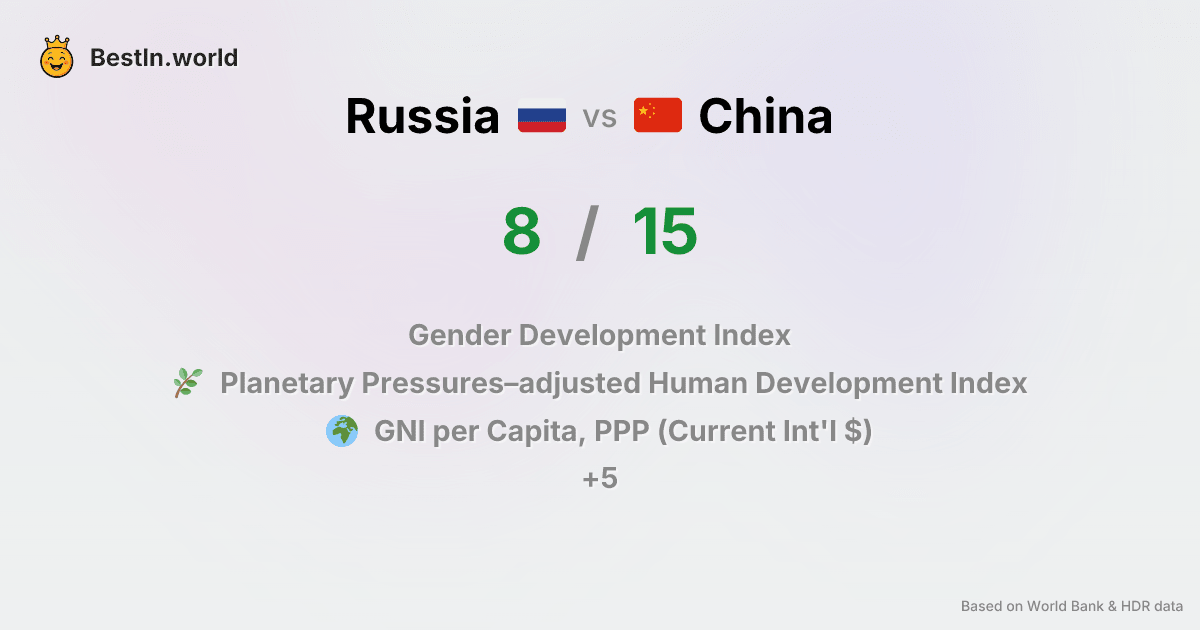 BestIn.world
Russia vs China
8 / 15
Gender Development Index
Planetary Pressures–adjusted Human Development Index
GNI per Capita, PPP (Current Int'l $)
+5
Based on World Bank & HDR data